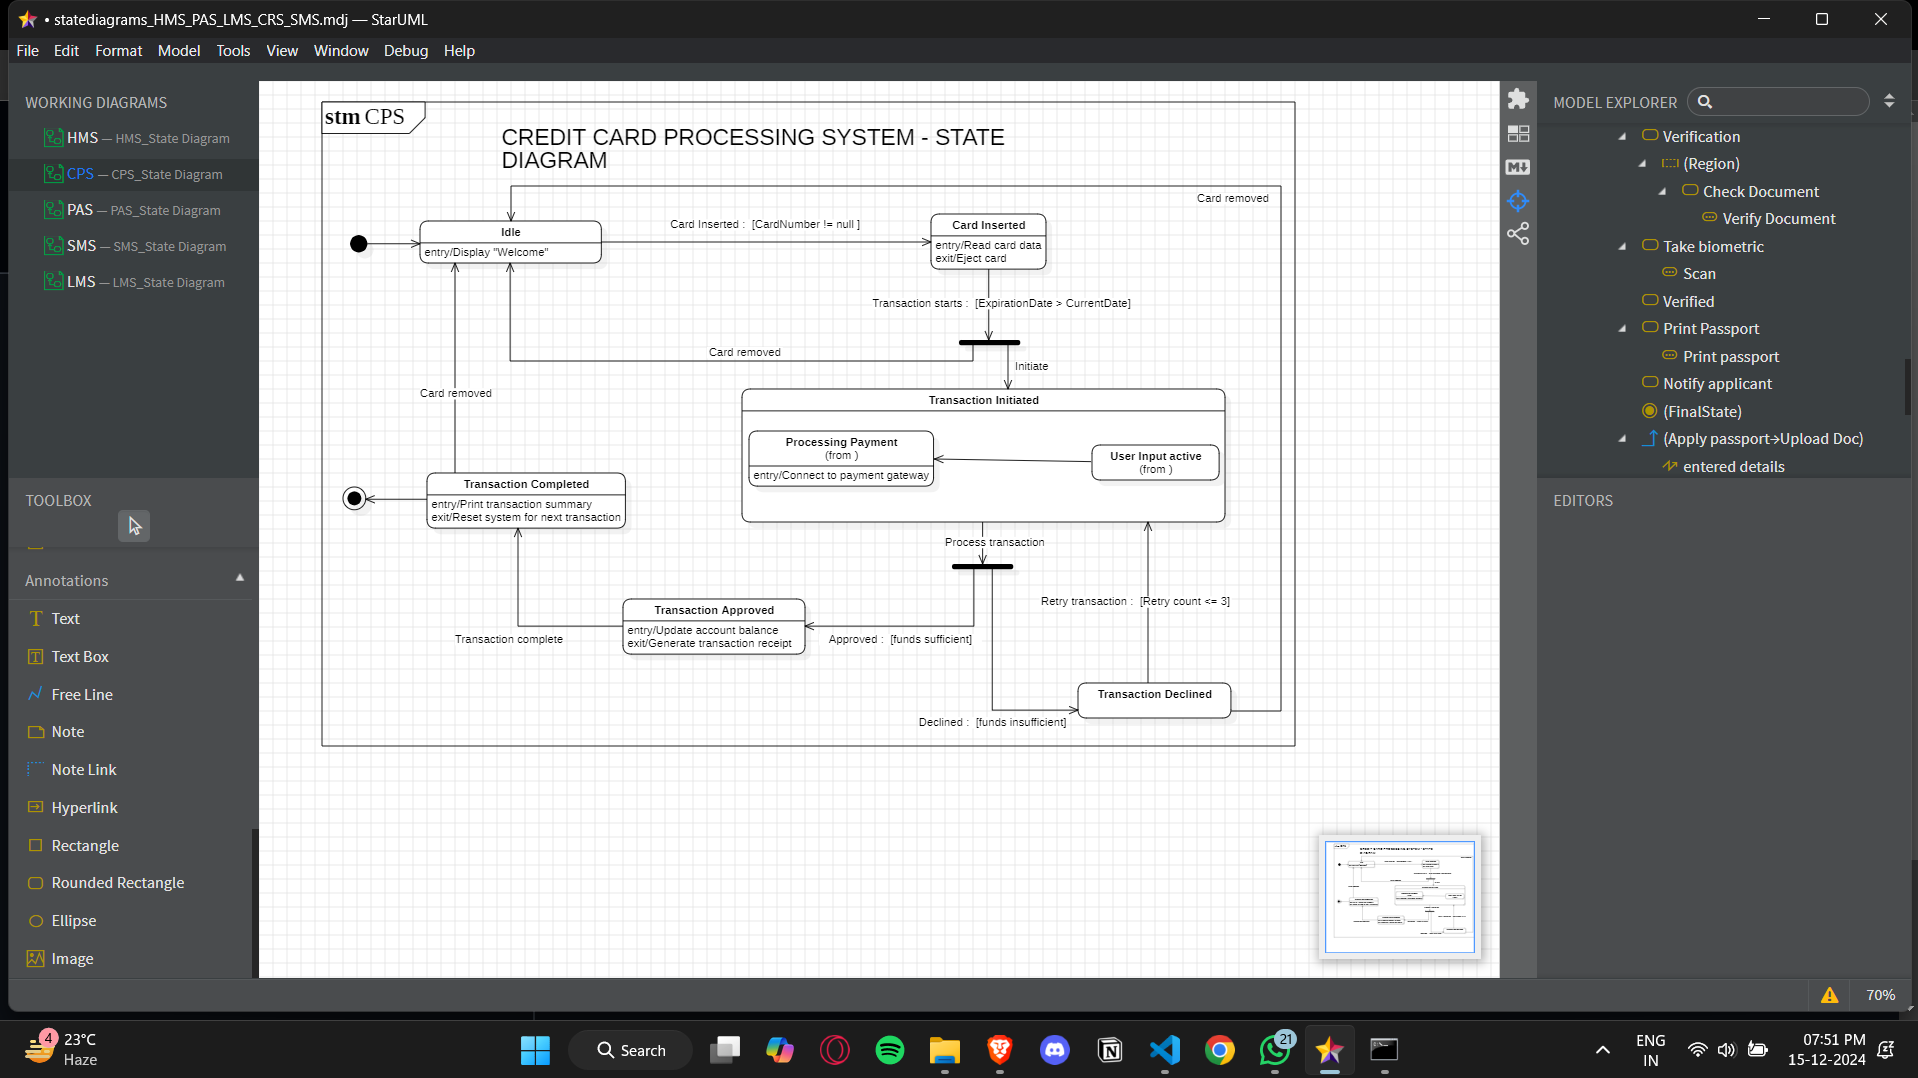 • statediagrams_HMS_PAS_LMS_CRS_SMS.mdj — StarUML
File Edit Format Model Tools View Window Debug Help
WORKING DIAGRAMS
HMS — HMS_State Diagram
CPS — CPS_State Diagram
PAS — PAS_State Diagram
SMS — SMS_State Diagram
LMS — LMS_State Diagram
TOOLBOX
Annotations
Text
Text Box
Free Line
Note
Note Link
Hyperlink
Rectangle
Rounded Rectangle
Ellipse
Image
stm CPS
CREDIT CARD PROCESSING SYSTEM - STATE
DIAGRAM
Card removed
Idle
entry/Display "Welcome"
Card Inserted : [CardNumber != null ]
Card Inserted
entry/Read card data
exit/Eject card
Transaction starts : [ExpirationDate > CurrentDate]
Card removed
Initiate
Card removed
Transaction Initiated
Processing Payment
(from )
entry/Connect to payment gateway
User Input active
(from )
Transaction Completed
entry/Print transaction summary
exit/Reset system for next transaction
Process transaction
Transaction Approved
entry/Update account balance
exit/Generate transaction receipt
Transaction complete
Approved : [funds sufficient]
Retry transaction : [Retry count <= 3]
Transaction Declined
Declined : [funds insufficient]
MODEL EXPLORER
Verification
(Region)
Check Document
Verify Document
Take biometric
Scan
Verified
Print Passport
Print passport
Notify applicant
(FinalState)
(Apply passport→Upload Doc)
entered details
EDITORS
70%
4
23°C
Haze
Search
21
ENG
IN
07:51 PM
15-12-2024